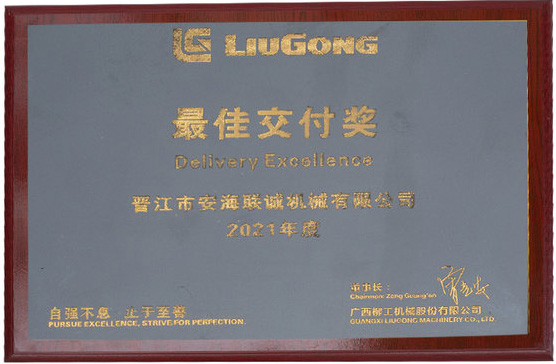 LIUGONG
最佳交付奖
Delivery Excellence
晋江市安海联诚机械有限公司
2021年度
董事长：
Chairman: Zeng Guang'an
自强不息 止于至善
PURSUE EXCELLENCE, STRIVE FOR PERFECTION.
广西柳工机械股份有限公司
GUANGXI LIUGONG MACHINERY CO., LTD.